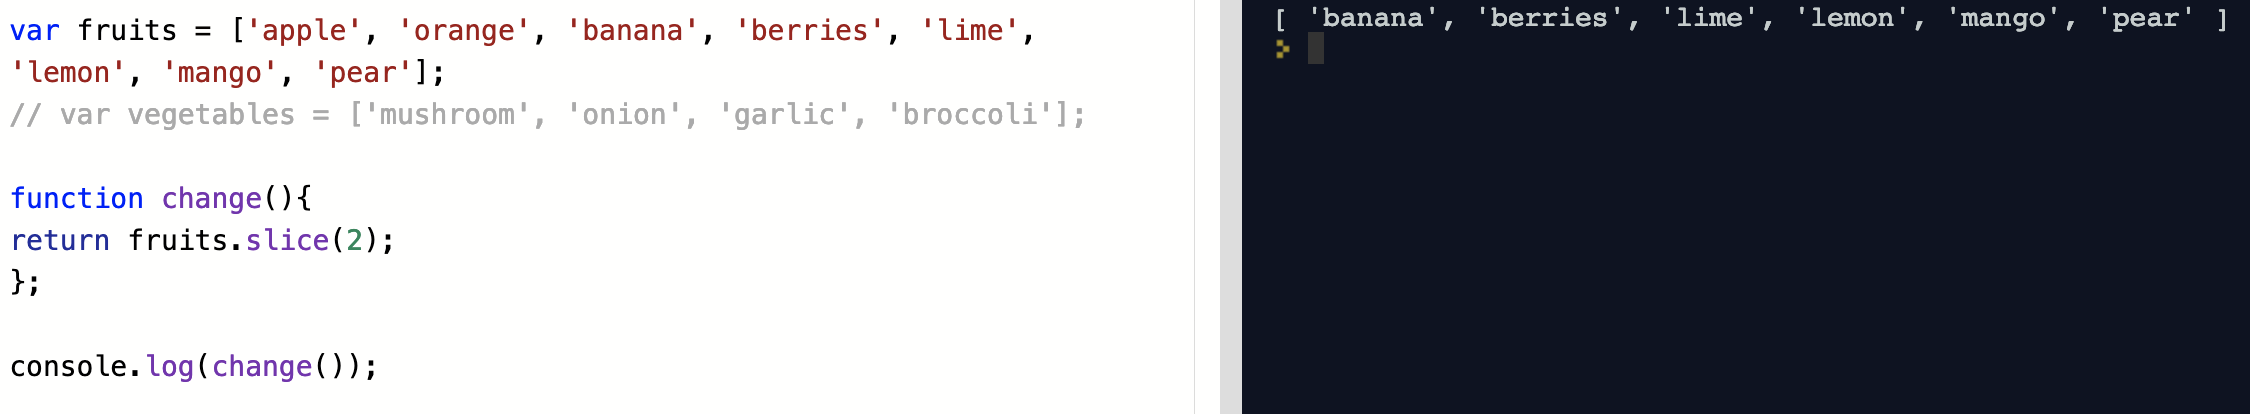 var fruits = ['apple', 'orange', 'banana', 'berries', 'lime',
'lemon', 'mango', 'pear'];
// var vegetables = ['mushroom', 'onion', 'garlic', 'broccoli'];
function change(){
return fruits.slice(2);
};
console.log(change());
[ 'banana', 'berries', 'lime', 'lemon', 'mango', 'pear' ]